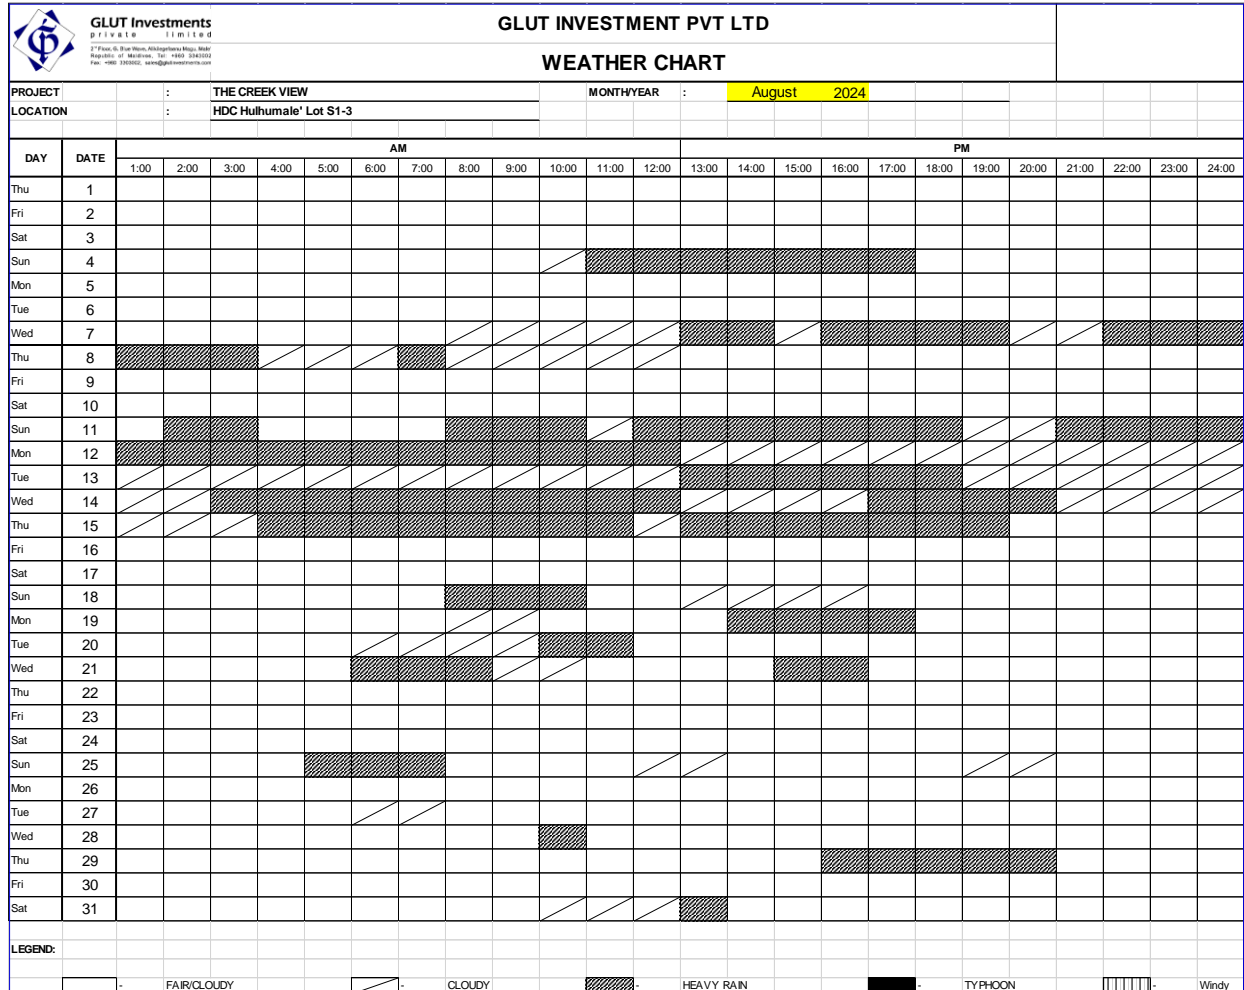 GLUT Investments
private limited
GLUT INVESTMENT PVT LTD
WEATHER CHART
PROJECT : THE CREEK VIEW MONTH/YEAR : August 2024
LOCATION : HDC Hulhumale' Lot S1-3
DAY DATE AM PM
1:00 2:00 3:00 4:00 5:00 6:00 7:00 8:00 9:00 10:00 11:00 12:00 13:00 14:00 15:00 16:00 17:00 18:00 19:00 20:00 21:00 22:00 23:00 24:00
Thu 1
Fri 2
Sat 3
Sun 4
Mon 5
Tue 6
Wed 7
Thu 8
Fri 9
Sat 10
Sun 11
Mon 12
Tue 13
Wed 14
Thu 15
Fri 16
Sat 17
Sun 18
Mon 19
Tue 20
Wed 21
Thu 22
Fri 23
Sat 24
Sun 25
Mon 26
Tue 27
Wed 28
Thu 29
Fri 30
Sat 31
LEGEND:
- FAIR/CLOUDY - CLOUDY - HEAVY RAIN - TYPHOON - Windy